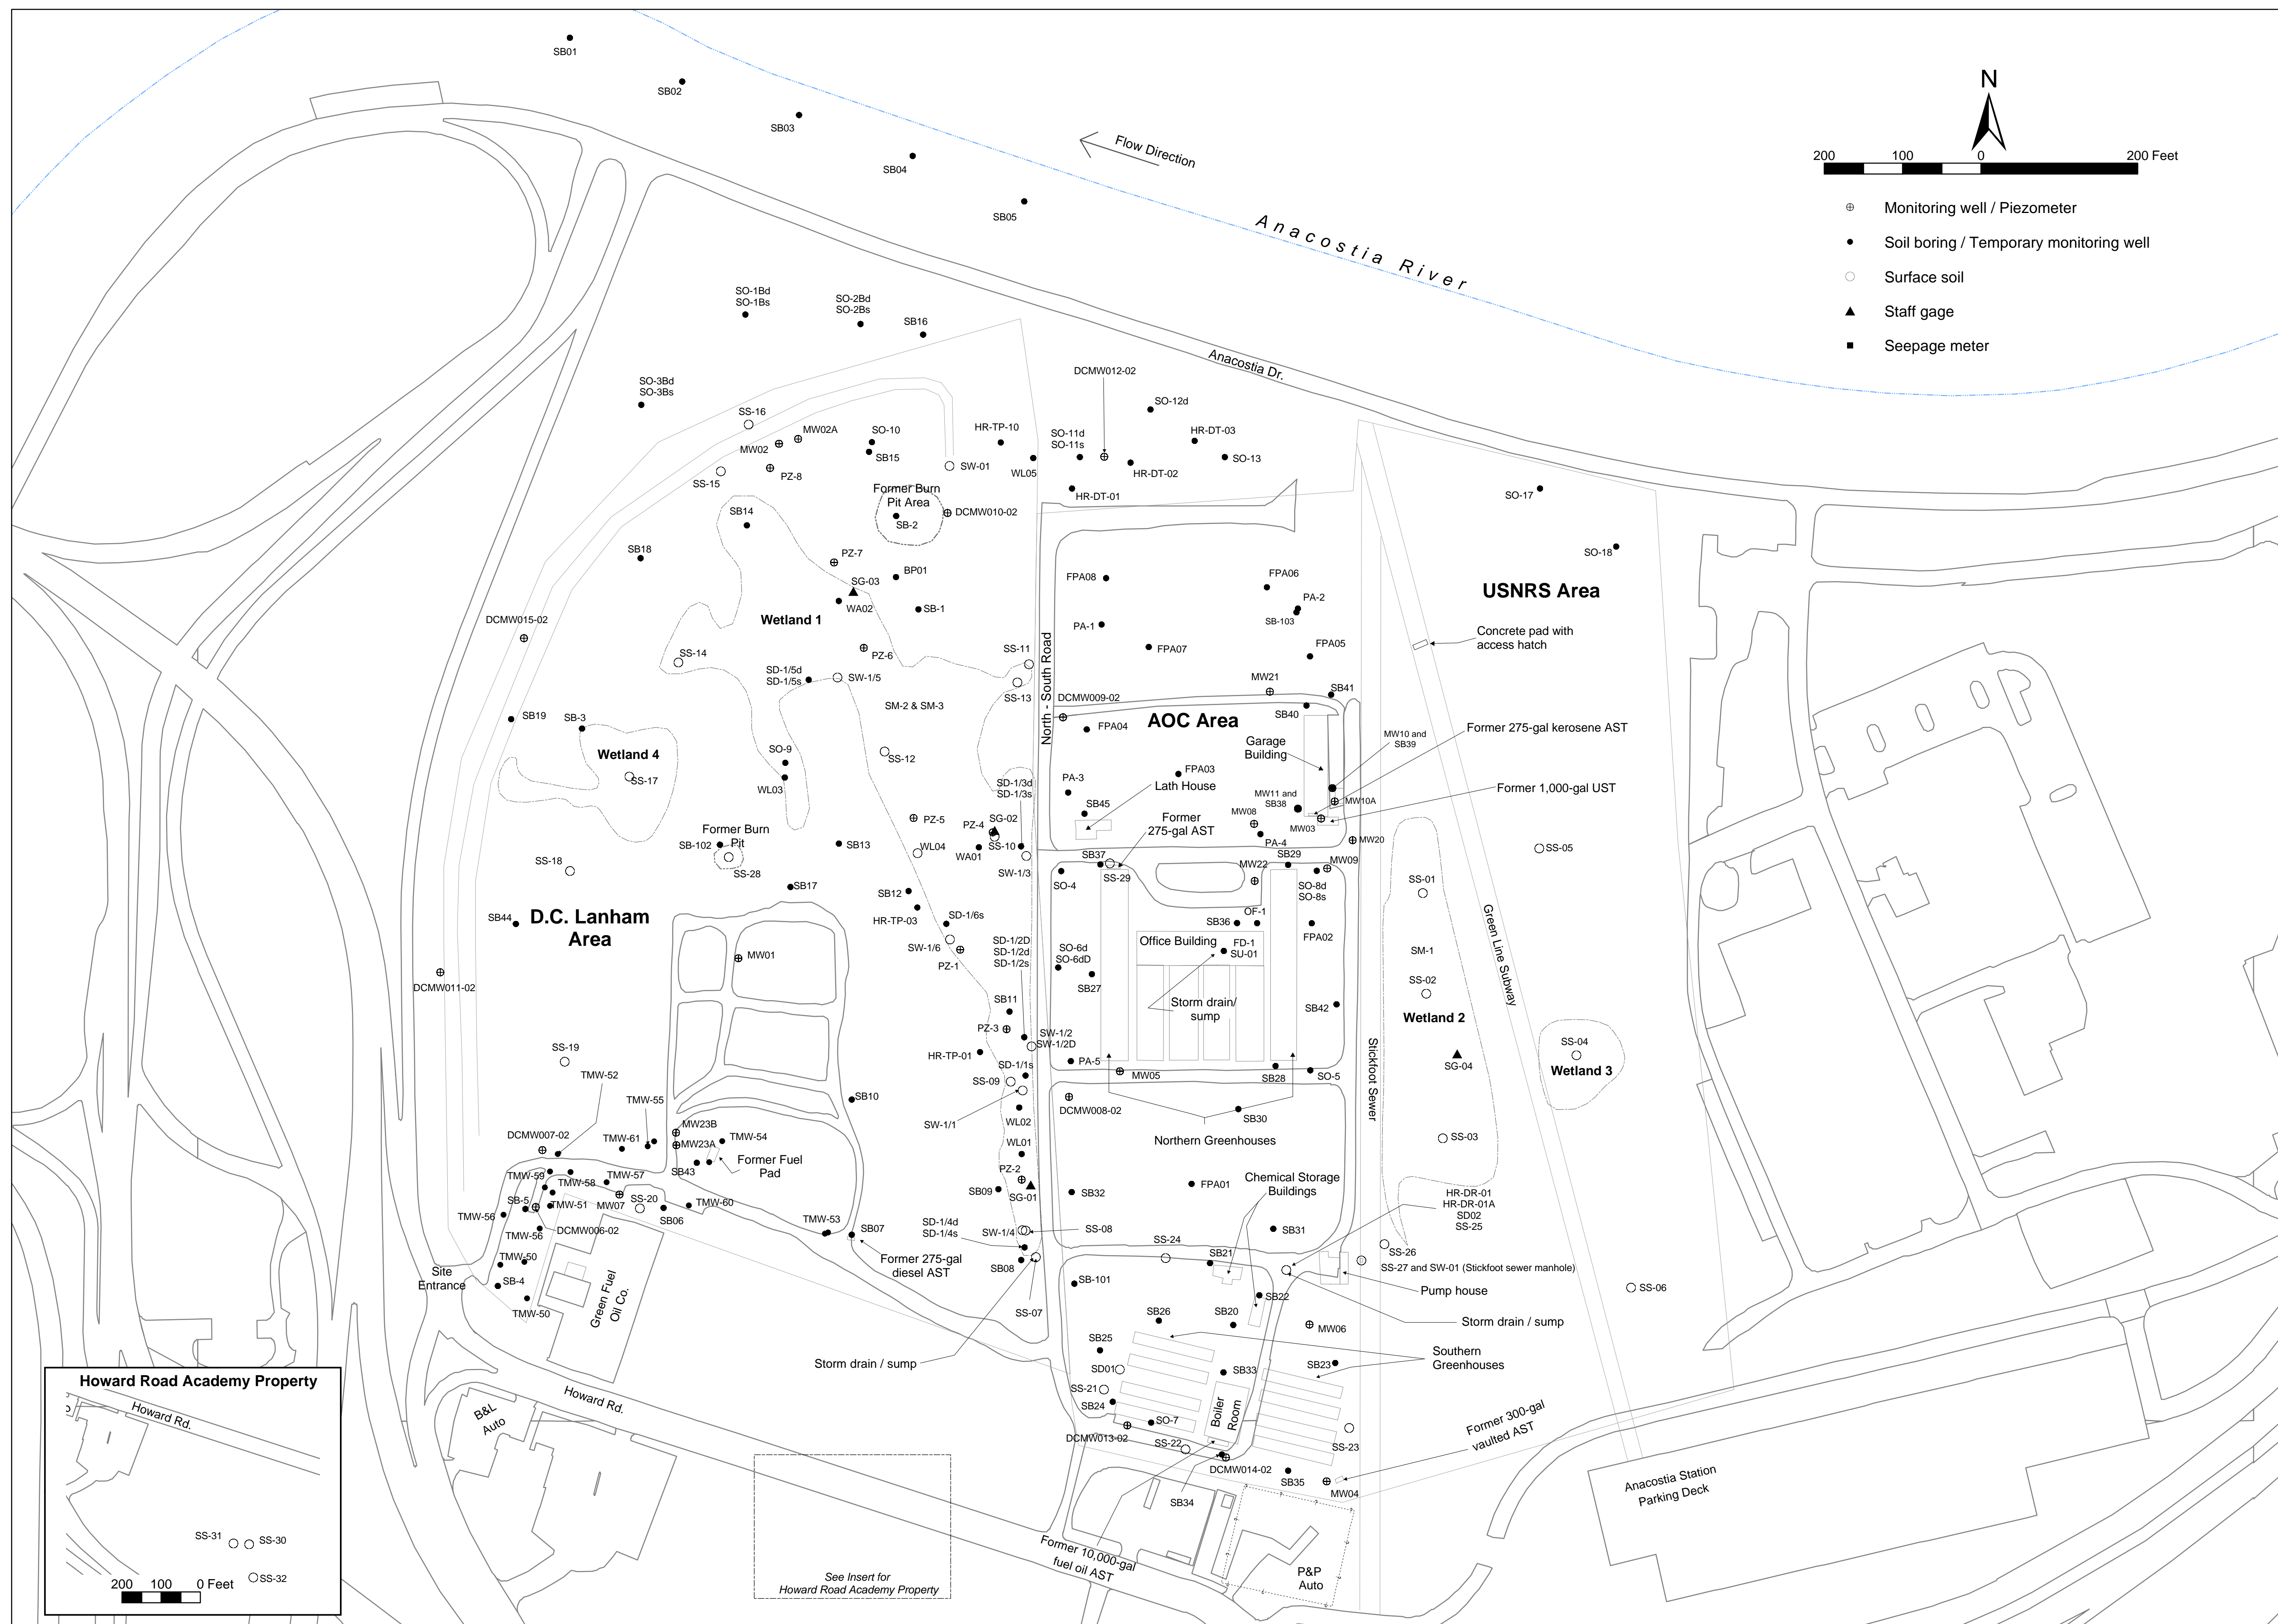 SB01
SB02
SB03
SB04
SB05
Flow Direction
Anacostia River
N
200 100 0 200 Feet
Monitoring well / Piezometer
Soil boring / Temporary monitoring well
Surface soil
Staff gage
Seepage meter
Anacostia Dr.
SO-1Bd
SO-1Bs
SO-2Bd
SO-2Bs
SB16
SO-3Bd
SO-3Bs
SS-16
MW02A
MW02
PZ-8
SS-15
SO-10
SB15
SW-01
HR-TP-10
WL05
SO-11d
SO-11s
DCMW012-02
SO-12d
HR-DT-03
SO-13
HR-DT-02
HR-DT-01
SO-17
SO-18
Former Burn
Pit Area
SB-2
DCMW010-02
SB14
SB18
PZ-7
BP01
SG-03
WA02
SB-1
Wetland 1
DCMW015-02
SS-14
PZ-6
SD-1/5d
SD-1/5s
SW-1/5
SM-2 & SM-3
SS-11
SS-13
North - South Road
FPA08
FPA06
PA-2
SB-103
PA-1
FPA07
FPA05
USNRS Area
Concrete pad with
access hatch
MW21
SB41
DCMW009-02
SB40
AOC Area
FPA04
Garage
Building
MW10 and
SB39
Former 275-gal kerosene AST
Former 1,000-gal UST
SB19
SB-3
Wetland 4
SS-17
SO-9
WL03
SS-12
SD-1/3d
SD-1/3s
PA-3
FPA03
Lath House
SB45
MW11 and
SB38
MW10A
MW08
MW03
PA-4
MW20
Former
275-gal AST
PZ-5
PZ-4
SG-02
SS-10
WL04
WA01
SW-1/3
Former Burn
Pit
SB-102
SS-28
SB13
SS-18
SB17
SB12
HR-TP-03
SB37
SS-29
SO-4
MW22
SB29
MW09
SO-8d
SO-8s
SS-05
SS-01
SB44
D.C. Lanham
Area
SD-1/6s
SW-1/6
PZ-1
SD-1/2D
SD-1/2d
SD-1/2s
SB36
OF-1
FPA02
Office Building
FD-1
SU-01
SO-6d
SO-6dD
SB27
Storm drain/
sump
SM-1
SS-02
Green Line Subway
DCMW011-02
MW01
SB11
PZ-3
SW-1/2
SW-1/2D
SB42
Wetland 2
HR-TP-01
SD-1/1s
PA-5
MW05
SB28
SO-5
SG-04
SS-04
Wetland 3
Stickfoot Sewer
SS-19
SS-09
SB10
SW-1/1
WL02
DCMW008-02
SB30
Northern Greenhouses
SS-03
TMW-52
TMW-55
DCMW007-02
TMW-61
MW23B
MW23A
TMW-54
SB43
Former Fuel
Pad
WL01
PZ-2
SB09
SG-01
SB32
FPA01
Chemical Storage
Buildings
HR-DR-01
HR-DR-01A
SD02
SS-25
TMW-59
TMW-58
TMW-57
SB-5
TMW-51
MW07
SS-20
SB06
TMW-60
TMW-56
DCMW006-02
TMW-56
TMW-53
SB07
SD-1/4d
SD-1/4s
SW-1/4
SS-08
SB31
SS-24
SB21
SS-26
SS-27 and SW-01 (Stickfoot sewer manhole)
TMW-50
SB-4
TMW-50
Site
Entrance
Green Fuel
Oil Co.
Former 275-gal
diesel AST
SB08
SS-07
SB-101
SB22
Pump house
SS-06
SB26
SB20
MW06
Storm drain / sump
Storm drain / sump
SB25
SD01
SB33
SB23
Southern
Greenhouses
SS-21
SB24
SO-7
Boiler
Room
DCMW013-02
SS-22
SS-23
Former 300-gal
vaulted AST
DCMW014-02
SB35
MW04
SB34
Anacostia Station
Parking Deck
Howard Rd.
B&L
Auto
Former 10,000-gal
fuel oil AST
P&P
Auto
See Insert for
Howard Road Academy Property
Howard Road Academy Property
Howard Rd.
SS-31
SS-30
SS-32
200 100 0 Feet